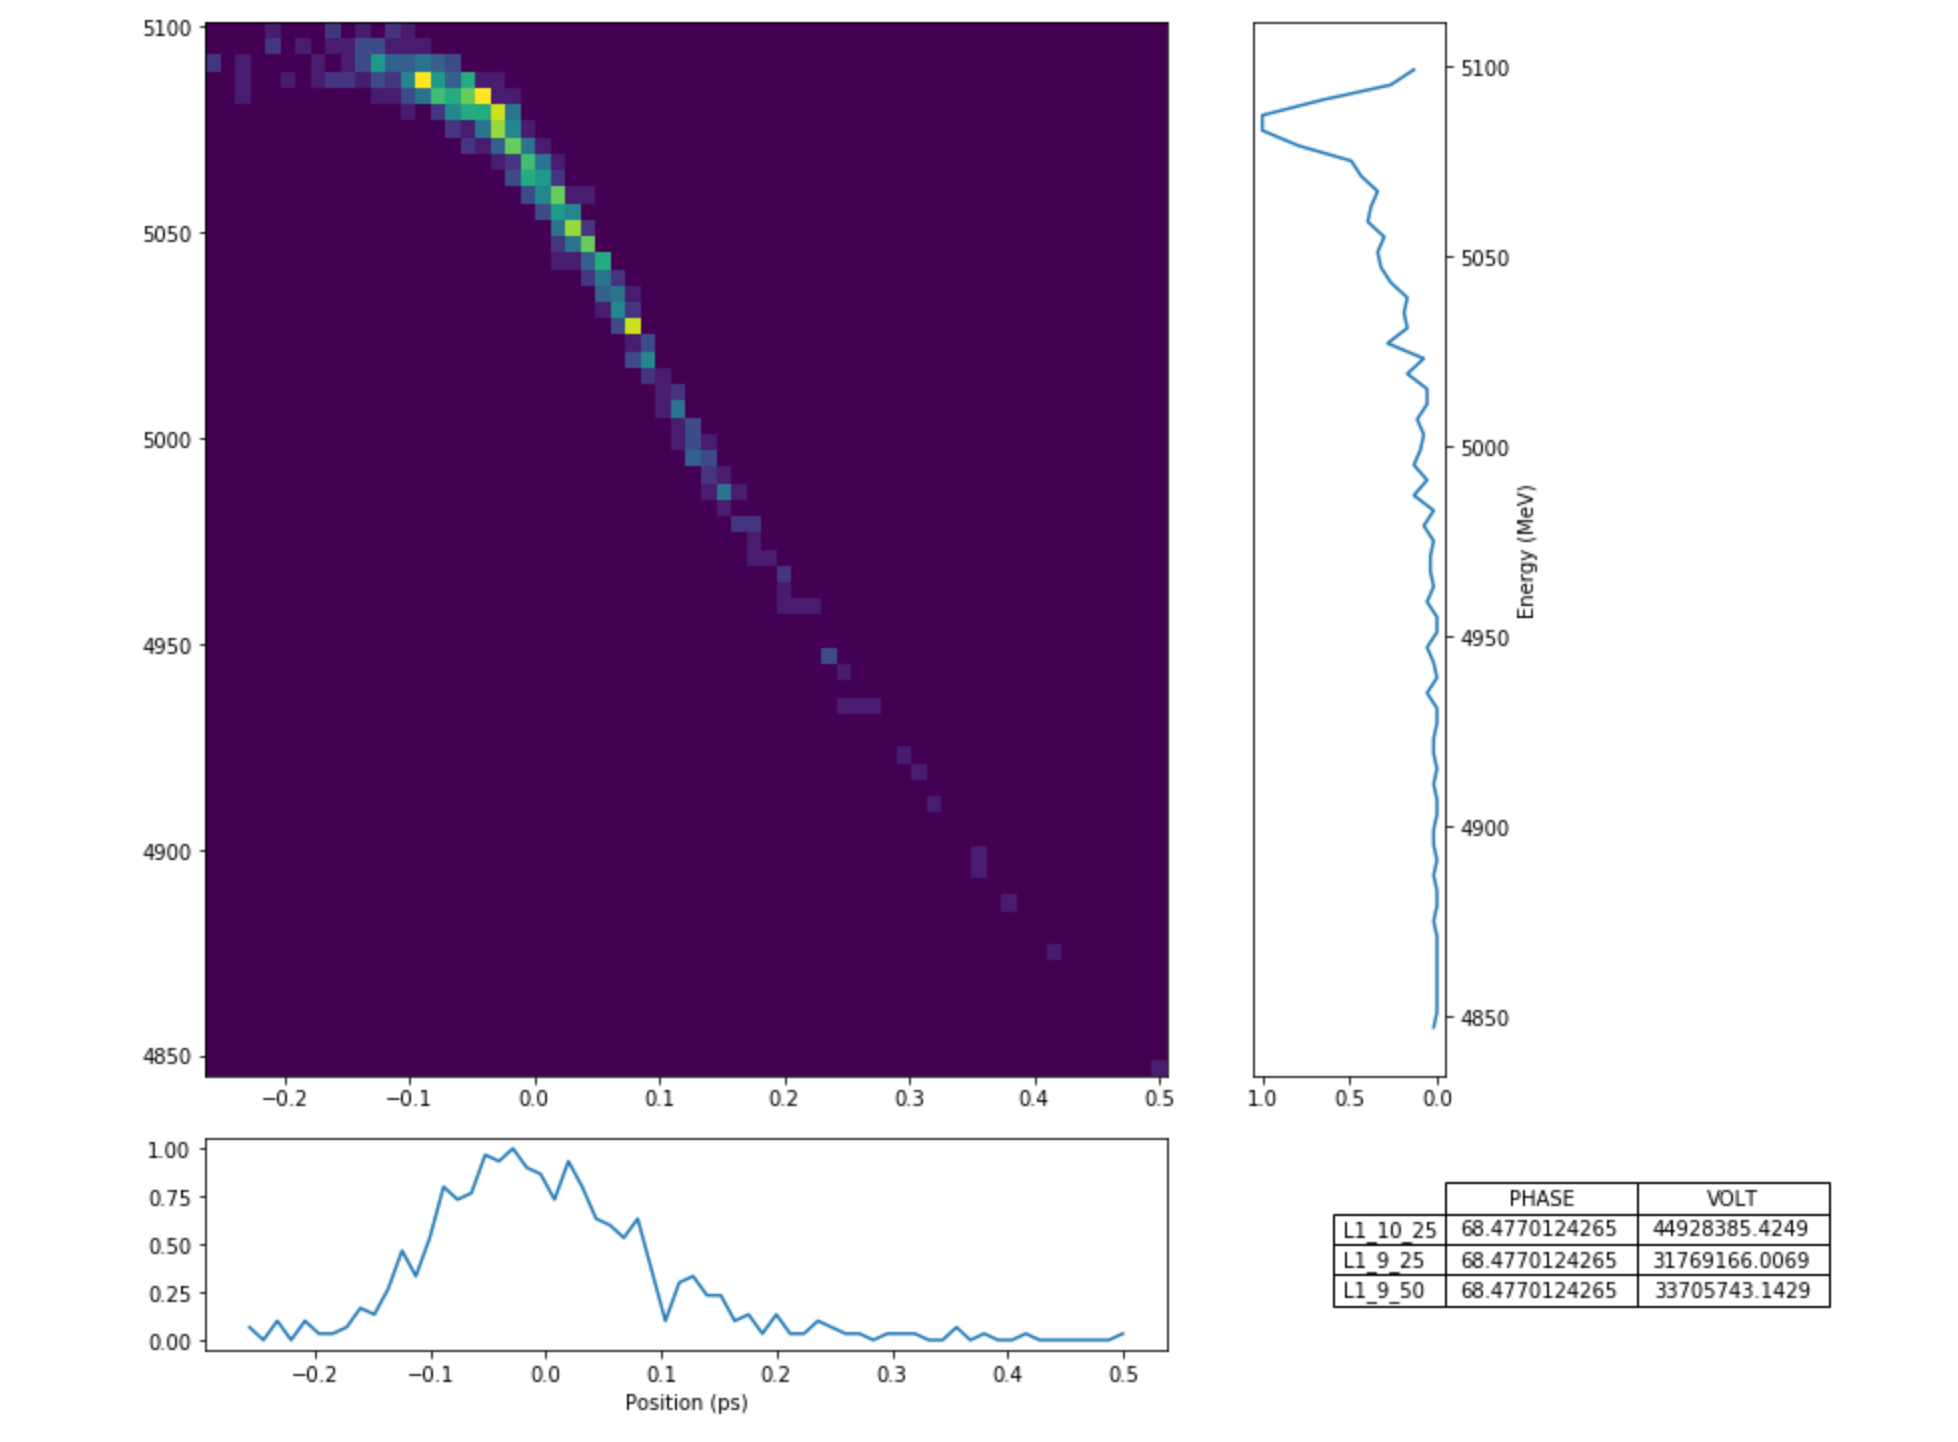 5100
5050
5000
4950
4900
4850
−0.2 −0.1 0.0 0.1 0.2 0.3 0.4 0.5
5100
5050
5000
4950
4900
4850
Energy (MeV)
1.0 0.5 0.0
1.00
0.75
0.50
0.25
0.00
−0.2 −0.1 0.0 0.1 0.2 0.3 0.4 0.5
Position (ps)
PHASE VOLT
L1_10_25 68.4770124265 44928385.4249
L1_9_25 68.4770124265 31769166.0069
L1_9_50 68.4770124265 33705743.1429